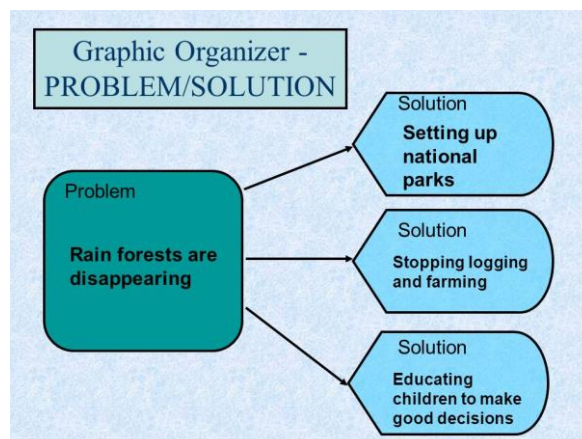 Graphic Organizer -
PROBLEM/SOLUTION
Problem
Rain forests are
disappearing
Solution
Setting up
national
parks
Solution
Stopping logging
and farming
Solution
Educating
children to make
good decisions